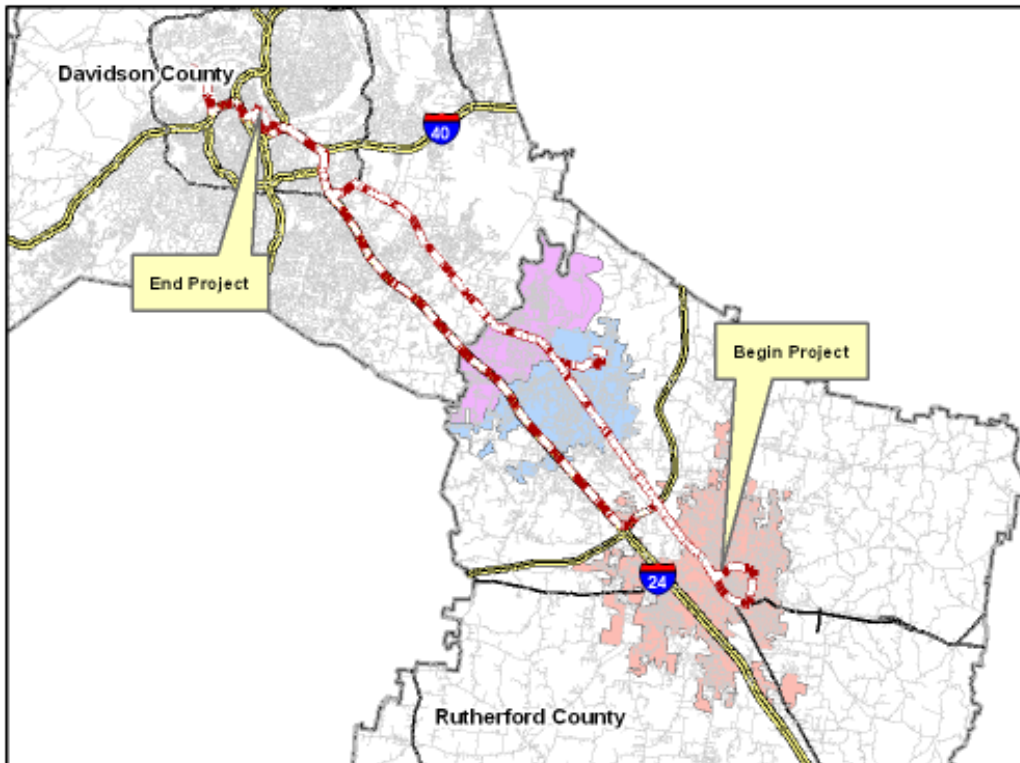 Davidson County
40
End Project
Begin Project
24
Rutherford County